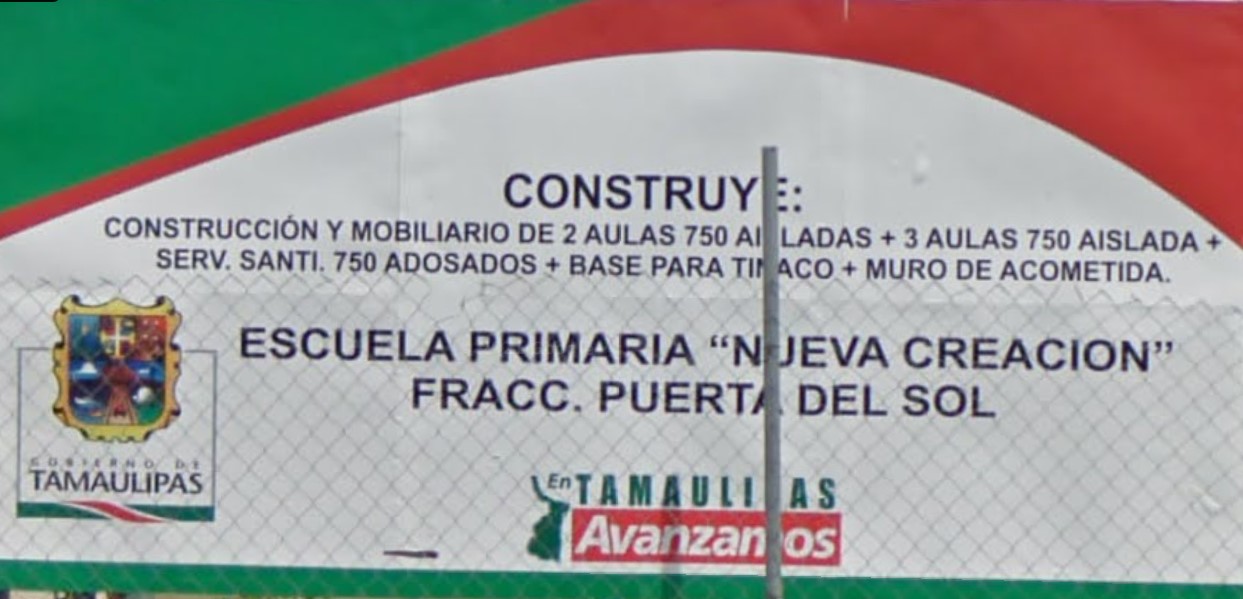 CONSTRUYE:
CONSTRUCCIÓN Y MOBILIARIO DE 2 AULAS 750 AISLADAS + 3 AULAS 750 AISLADA +
SERV. SANTI. 750 ADOSADOS + BASE PARA TINACO + MURO DE ACOMETIDA.
ESCUELA PRIMARIA “NUEVA CREACION”
FRACC. PUERTA DEL SOL
GOBIERNO DE
TAMAULIPAS
En TAMAULIPAS
Avanzamos